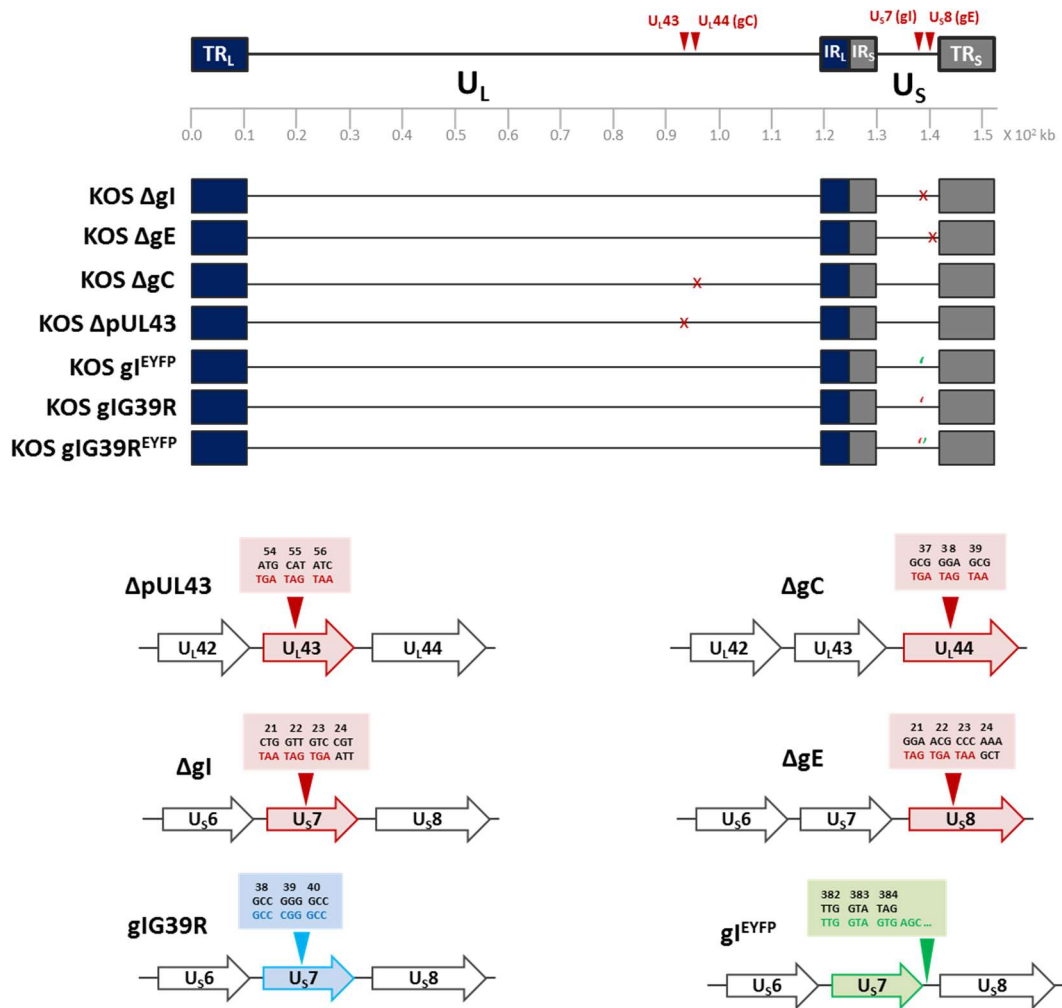 UL43 UL44 (gC) US7 (gI) US8 (gE)
TRL IRL IRS TRS
UL US
0.0 0.1 0.2 0.3 0.4 0.5 0.6 0.7 0.8 0.9 1.0 1.1 1.2 1.3 1.4 1.5 X 10² kb
KOS ΔgI
KOS ΔgE
KOS ΔgC
KOS ΔpUL43
KOS gI^EYFP
KOS gIG39R
KOS gIG39R^EYFP
ΔpUL43
54 55 56
ATG CAT ATC
TGA TAG TAA
UL42 UL43 UL44
ΔgC
37 38 39
GCG GGA GCG
TGA TAG TAA
UL42 UL43 UL44
ΔgI
21 22 23 24
CTG GTT GTC CGT
TAA TAG TGA ATT
US6 US7 US8
ΔgE
21 22 23 24
GGA ACG CCC AAA
TAG TGA TAA GCT
US6 US7 US8
gIG39R
38 39 40
GCC GGG GCC
GCC CGG GCC
US6 US7 US8
gI^EYFP
382 383 384
TTG GTA TAG
TTG GTA GTG AGC ...
US6 US7 US8